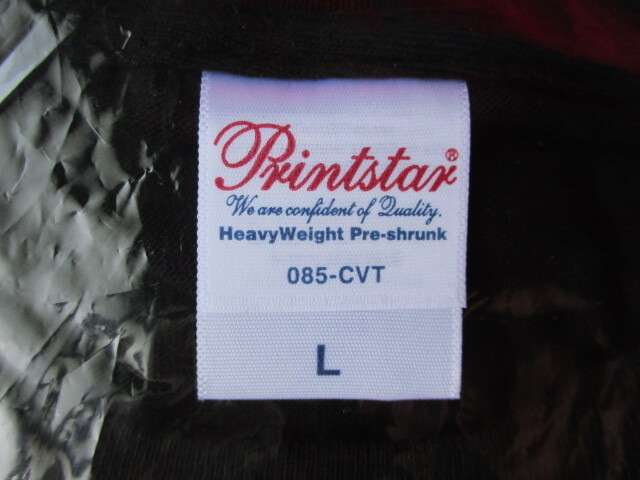 Printstar®
We are confident of Quality.
HeavyWeight Pre-shrunk
085-CVT
L